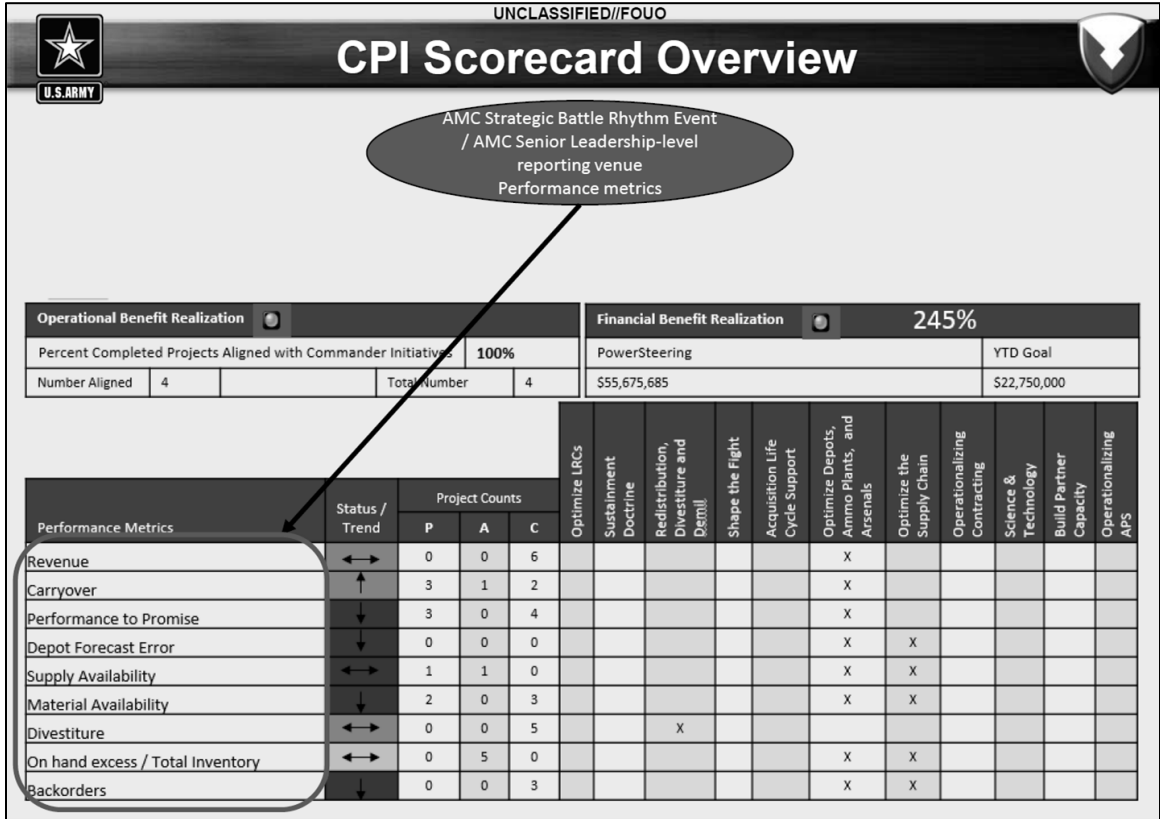 UNCLASSIFIED//FOUO
CPI Scorecard Overview
U.S.ARMY
AMC Strategic Battle Rhythm Event
/ AMC Senior Leadership-level
reporting venue
Performance metrics
Operational Benefit Realization
Percent Completed Projects Aligned with Commander Initiatives 100%
Number Aligned 4 Total Number 4
Financial Benefit Realization 245%
PowerSteering YTD Goal
$55,675,685 $22,750,000
Performance Metrics
Status /
Trend
Project Counts
P A C
Optimize LRCs
Sustainment
Doctrine
Redistribution,
Divestiture and
Demil
Shape the Fight
Acquisition Life
Cycle Support
Optimize Depots,
Ammo Plants, and
Arsenals
Optimize the
Supply Chain
Operationalizing
Contracting
Science &
Technology
Build Partner
Capacity
Operationalizing
APS
Revenue 0 0 6 X
Carryover 3 1 2 X
Performance to Promise 3 0 4 X
Depot Forecast Error 0 0 0 X X
Supply Availability 1 1 0 X X
Material Availability 2 0 3 X X
Divestiture 0 0 5 X
On hand excess / Total Inventory 0 5 0 X X
Backorders 0 0 3 X X